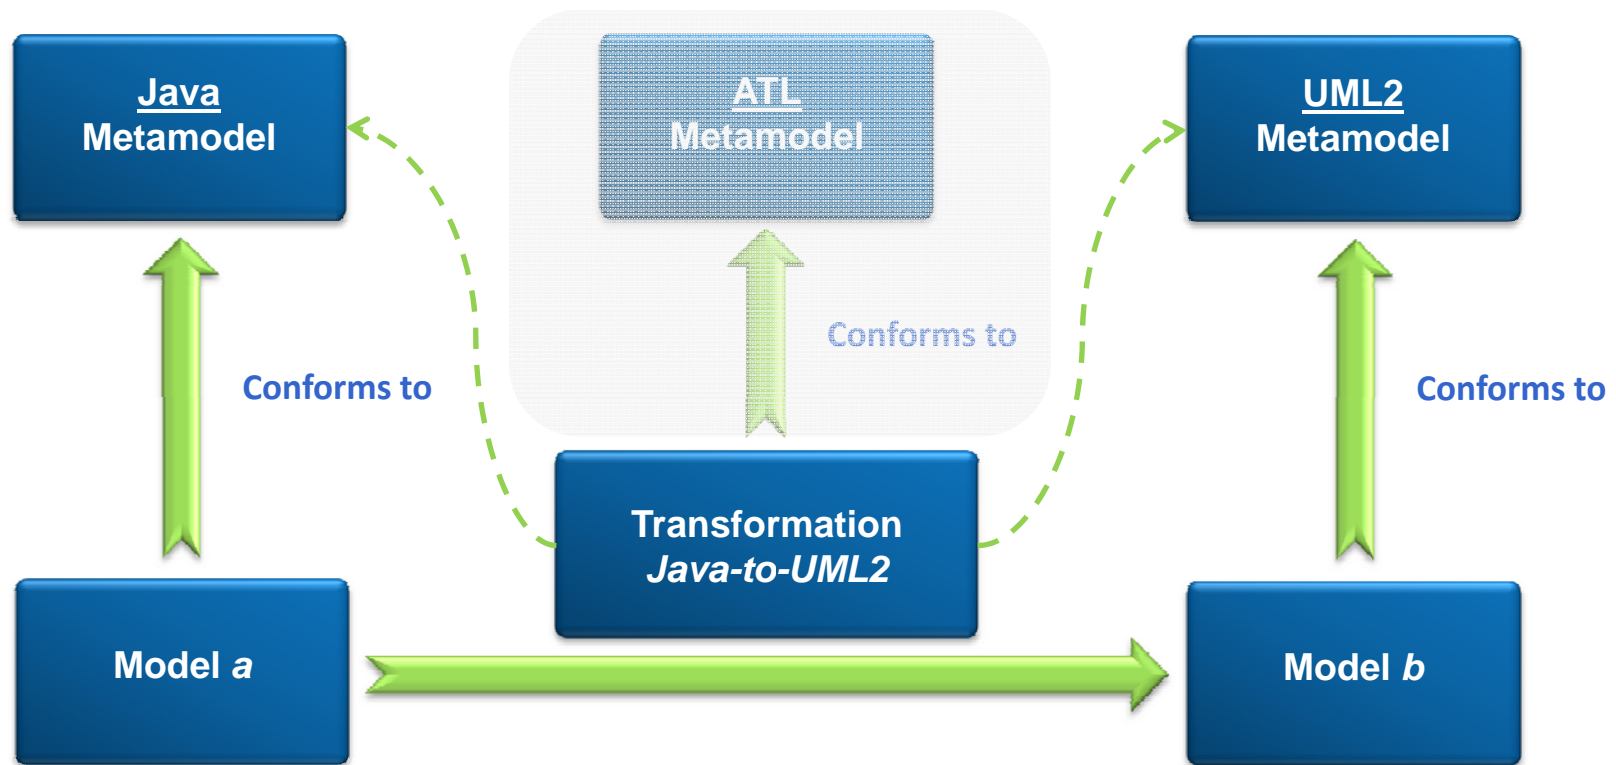 Java
Metamodel
ATL
Metamodel
UML2
Metamodel
Conforms to
Conforms to
Conforms to
Transformation
Java-to-UML2
Model a
Model b